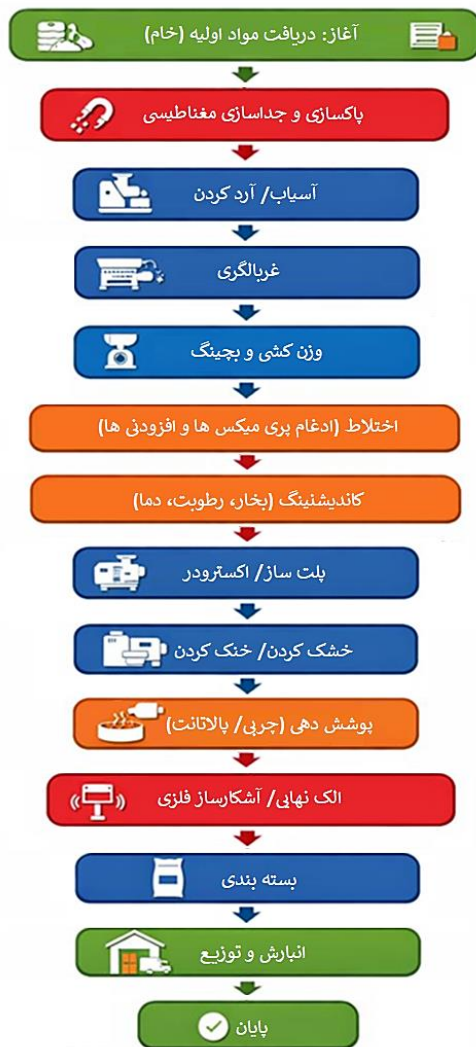 آغاز: دریافت مواد اولیه (خام)
پاکسازی و جداسازی مغناطیسی
آسیاب/ آرد کردن
غربالگری
وزن کشی و بچینگ
اختلاط (ادغام پری میکس ها و افزودنی ها)
کاندیشنینگ (بخار، رطوبت، دما)
پلت ساز/ اکسترودر
خشک کردن/ خنک کردن
پوشش دهی (چربی/ پالاتانت)
الک نهایی/ آشکارساز فلزی
بسته بندی
انبارش و توزیع
پایان